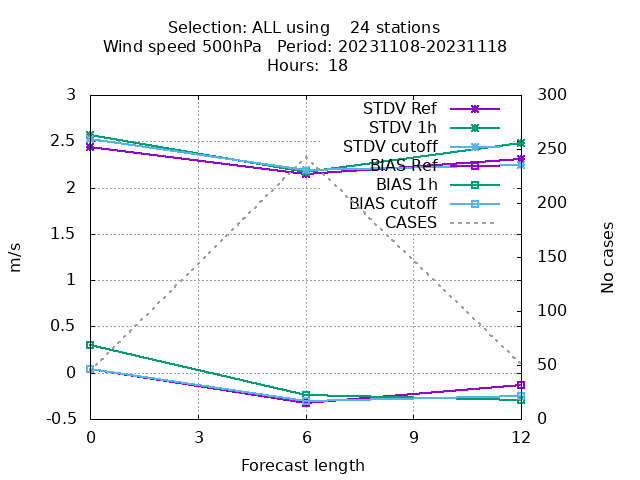 Selection: ALL using    24 stations
Wind speed 500hPa   Period: 20231108-20231118
Hours:  18
3
2.5
2
1.5
1
0.5
0
-0.5
m/s
STDV Ref
STDV 1h
STDV cutoff
BIAS Ref
BIAS 1h
BIAS cutoff
CASES
300
250
200
150
100
50
0
No cases
0
3
6
9
12
Forecast length